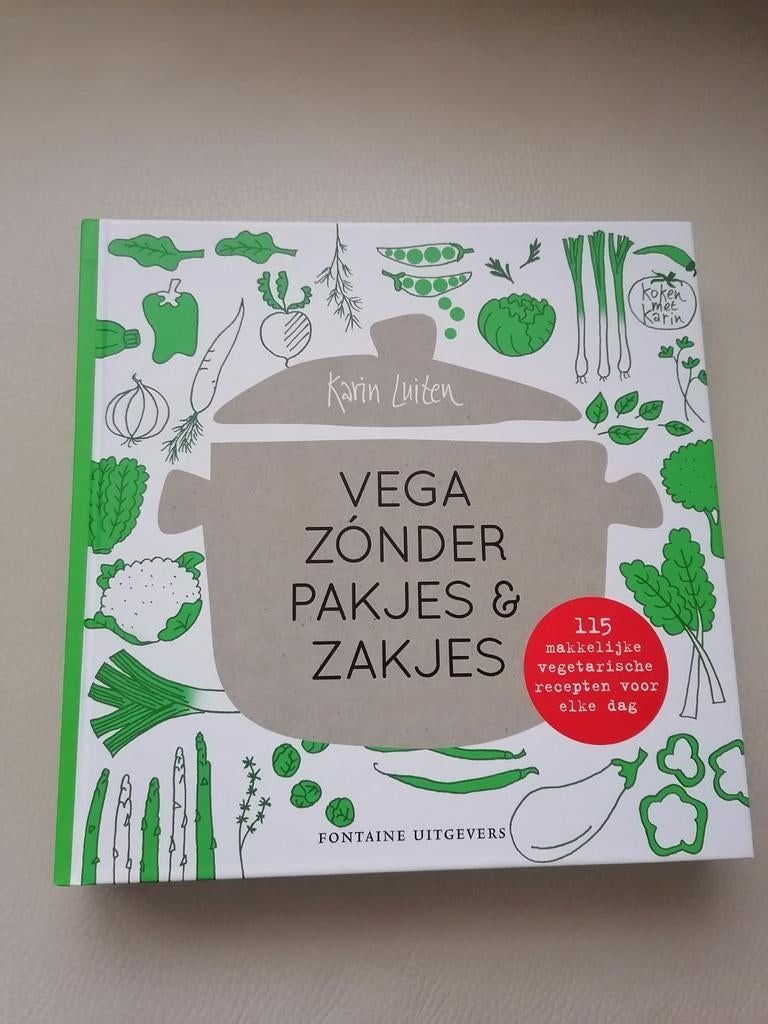 koken
met
karin
Karin Luiten
VEGA
ZÓNDER
PAKJES &
ZAKJES
115
makkelijke
vegetarische
recepten voor
elke dag
FONTAINE UITGEVERS